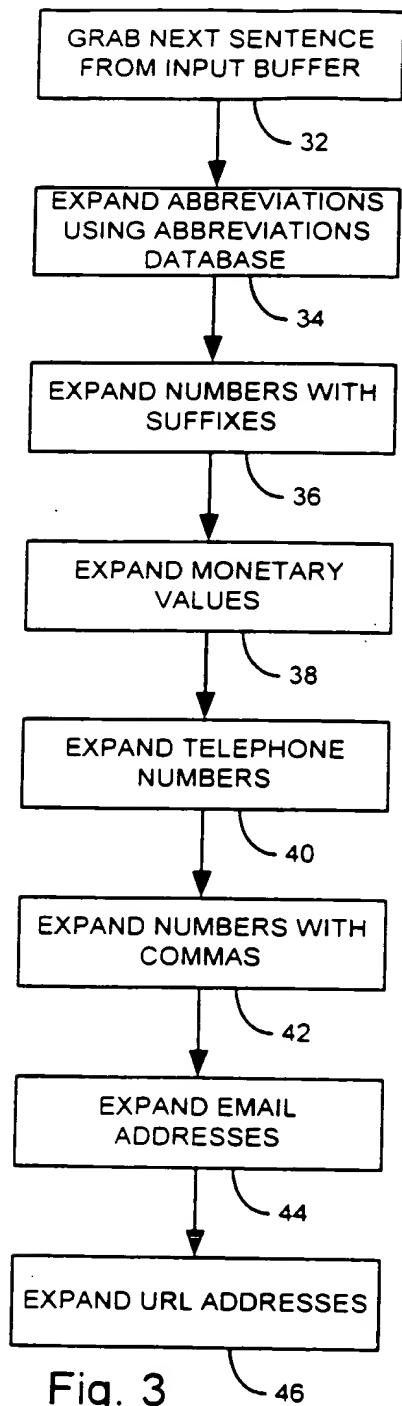 GRAB NEXT SENTENCE
FROM INPUT BUFFER
32
EXPAND ABBREVIATIONS
USING ABBREVIATIONS
DATABASE
34
EXPAND NUMBERS WITH
SUFFIXES
36
EXPAND MONETARY
VALUES
38
EXPAND TELEPHONE
NUMBERS
40
EXPAND NUMBERS WITH
COMMAS
42
EXPAND EMAIL
ADDRESSES
44
EXPAND URL ADDRESSES
46
Fig. 3